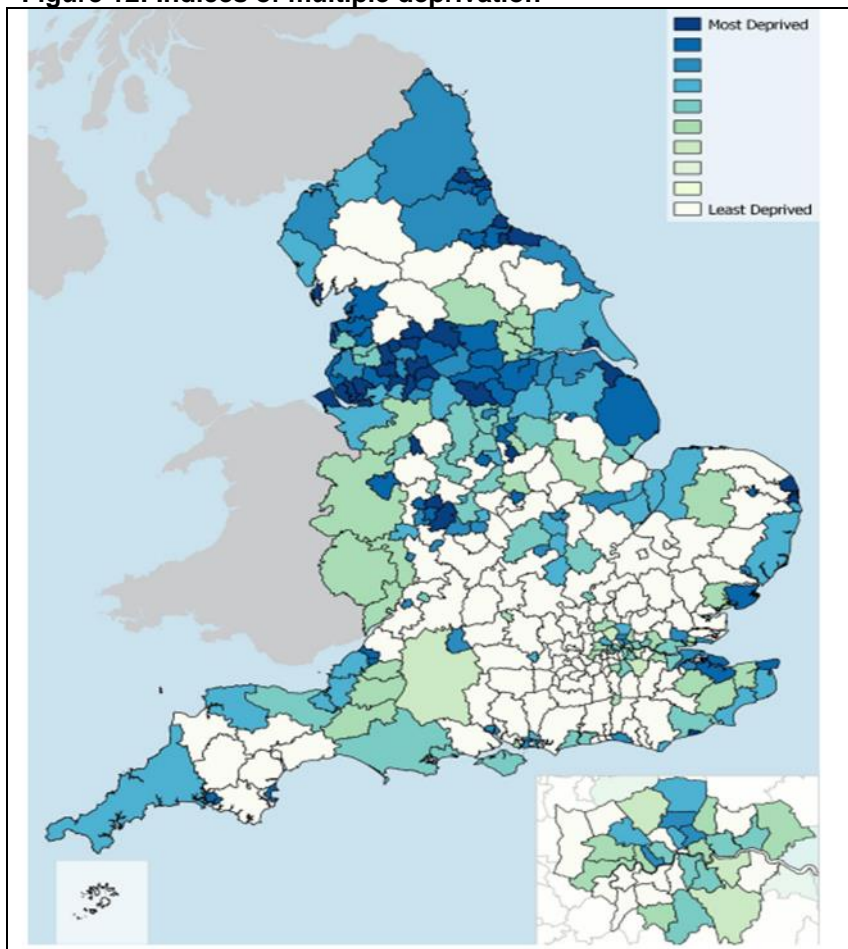 Figure 12: Indices of multiple deprivation
Most Deprived
Least Deprived